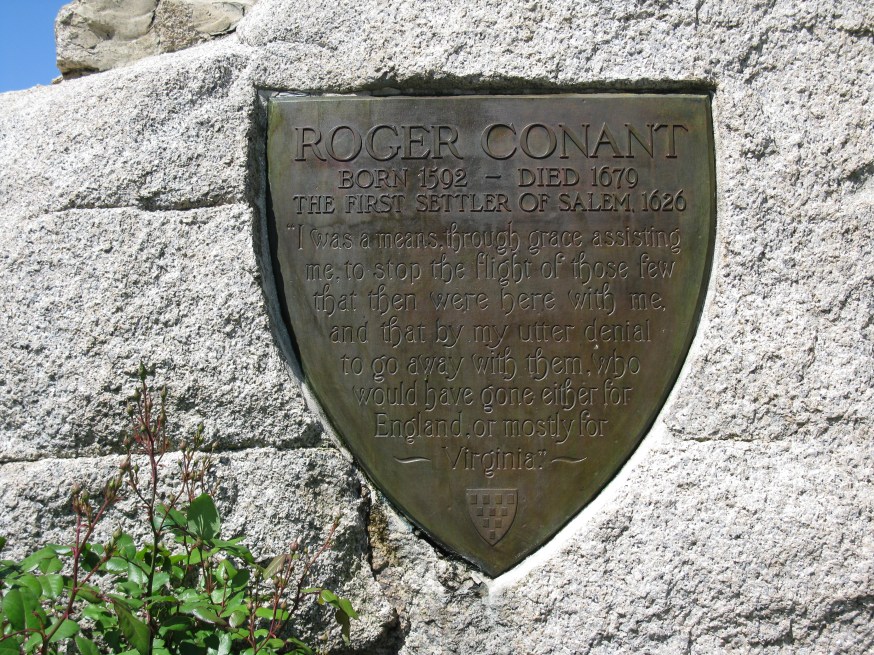 ROGER CONANT
BORN 1592 – DIED 1679
THE FIRST SETTLER OF SALEM, 1626
"I was a means, through grace assisting
me, to stop the flight of those few
that then were here with me,
and that by my utter denial
to go away with them, who
would have gone either for
England, or mostly for
Virginia."